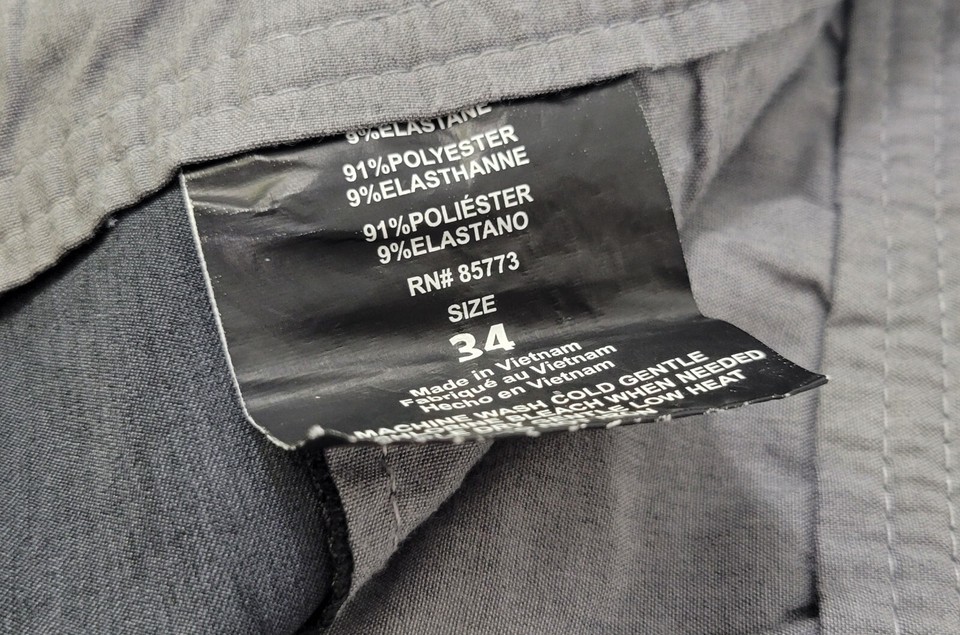 9%ELASTANE
91%POLYESTER
9%ELASTHANNE
91%POLIÉSTER
9%ELASTANO
RN# 85773
SIZE
34
Made in Vietnam
Fabriqué au Vietnam
Hecho en Vietnam
MACHINE WASH COLD GENTLE
BLEACH WHEN NEEDED
LOW HEAT